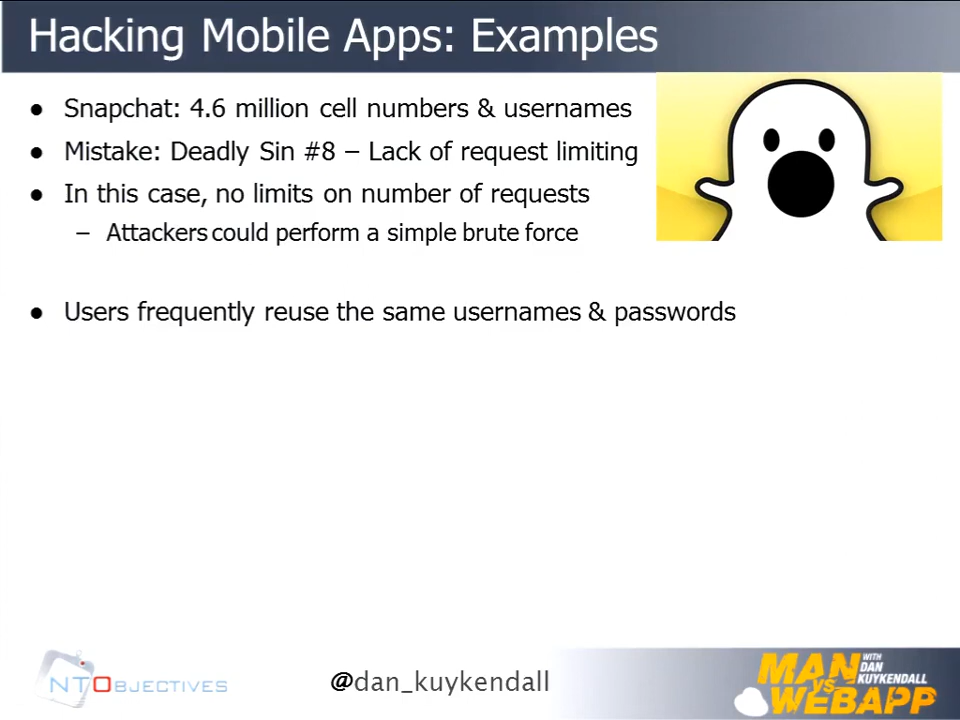 Hacking Mobile Apps: Examples
● Snapchat: 4.6 million cell numbers & usernames
● Mistake: Deadly Sin #8 – Lack of request limiting
● In this case, no limits on number of requests
– Attackers could perform a simple brute force
● Users frequently reuse the same usernames & passwords
NTOBJECTIVES
@dan_kuykendall
MAN WITH DAN KUYKENDALL
VS
WEBAPP